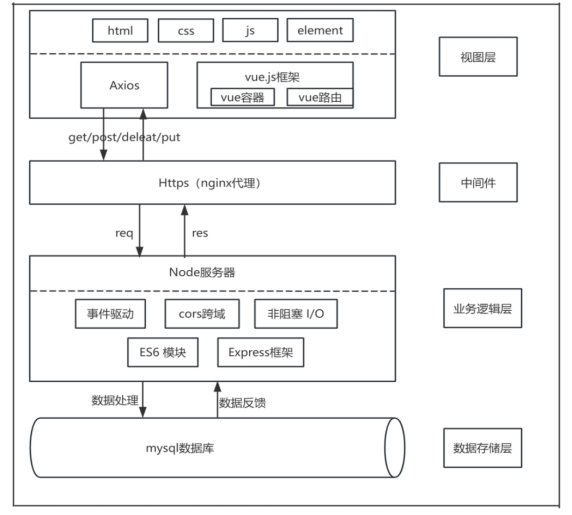 html css js element
视图层
Axios
vue.js框架
vue容器 vue路由
get/post/deleat/put
Https（nginx代理）
中间件
req res
Node服务器
事件驱动 cors跨域 非阻塞 I/O
业务逻辑层
ES6 模块 Express框架
数据处理 数据反馈
mysql数据库
数据存储层